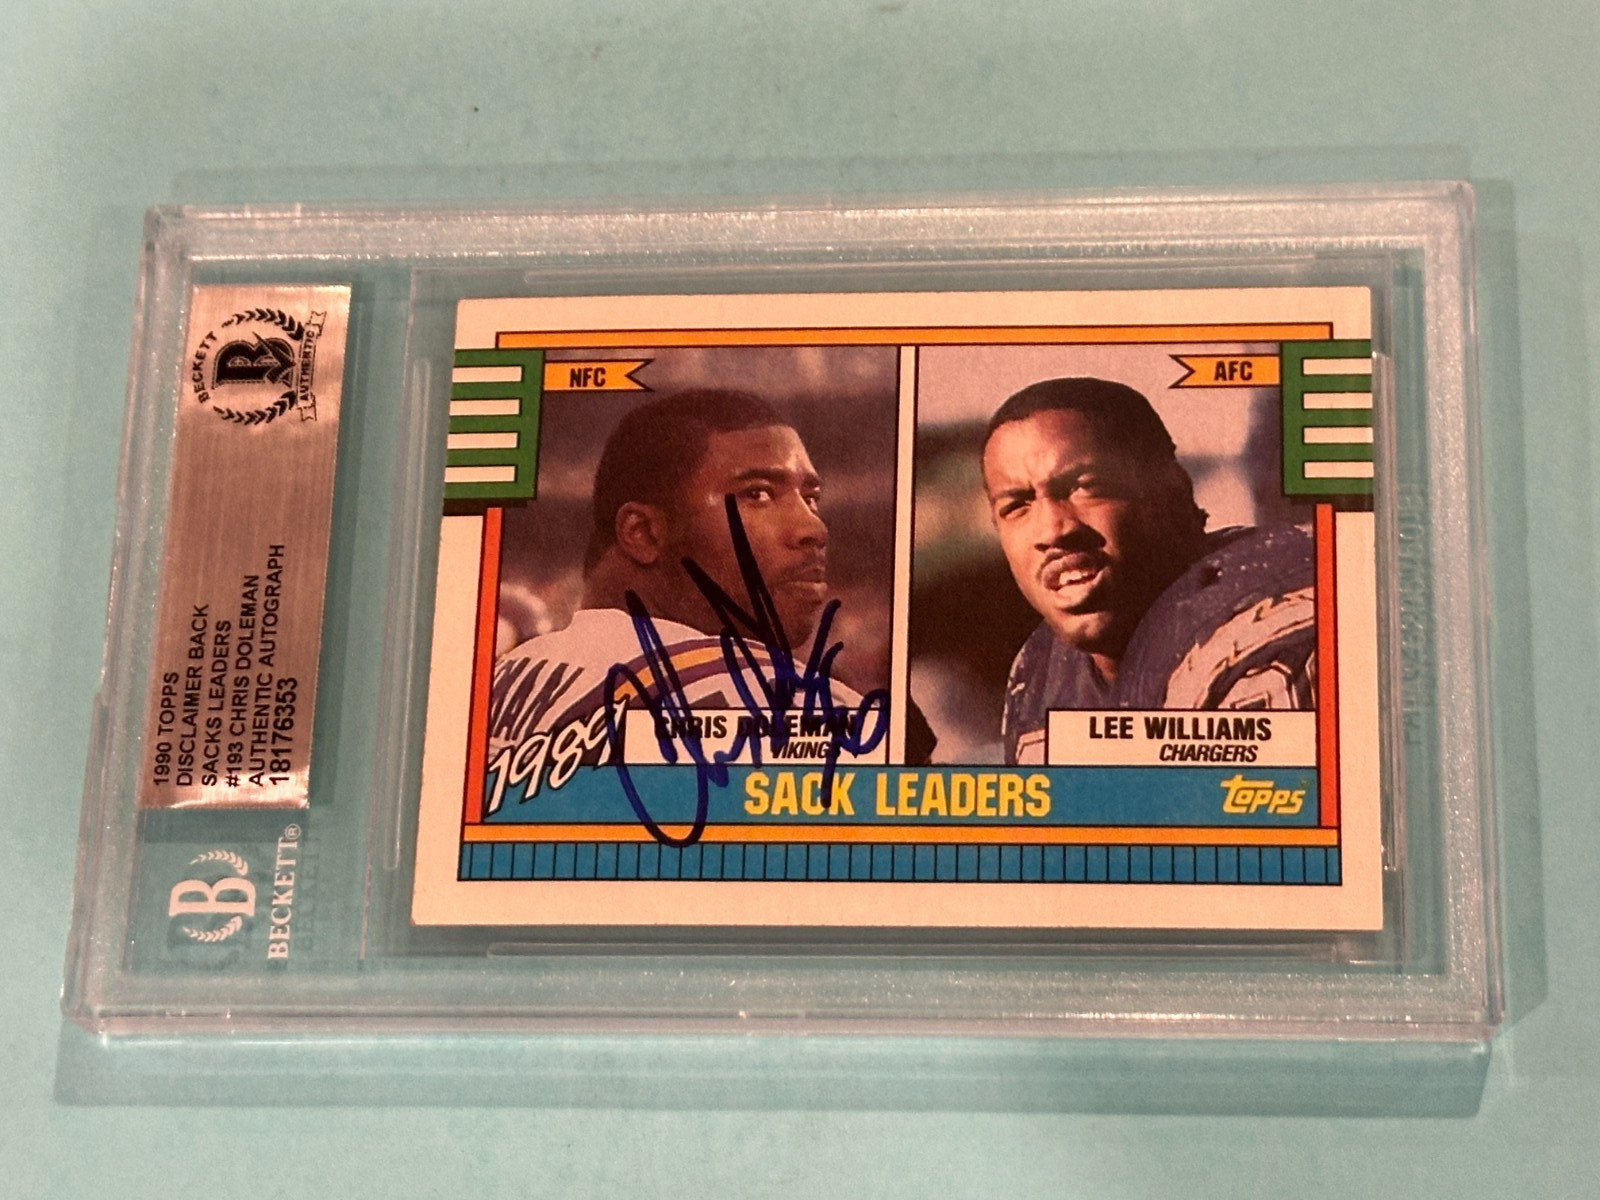 BECKETT
B
AUTHENTIC
1990 TOPPS
DISCLAIMER BACK
SACKS LEADERS
#193 CHRIS DOLEMAN
AUTHENTIC AUTOGRAPH
18176353
B
BECKETT®
NFC
AFC
MAN
1989
CHRIS DOLEMAN
VIKINGS
LEE WILLIAMS
CHARGERS
SACK LEADERS
TOPPS